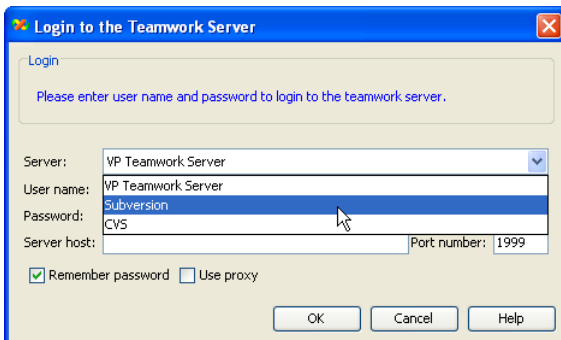 Login to the Teamwork Server
Login
Please enter user name and password to login to the teamwork server.
Server: VP Teamwork Server
User name: VP Teamwork Server
Subversion
Password:
CVS
Server host: Port number: 1999
Remember password Use proxy
OK Cancel Help